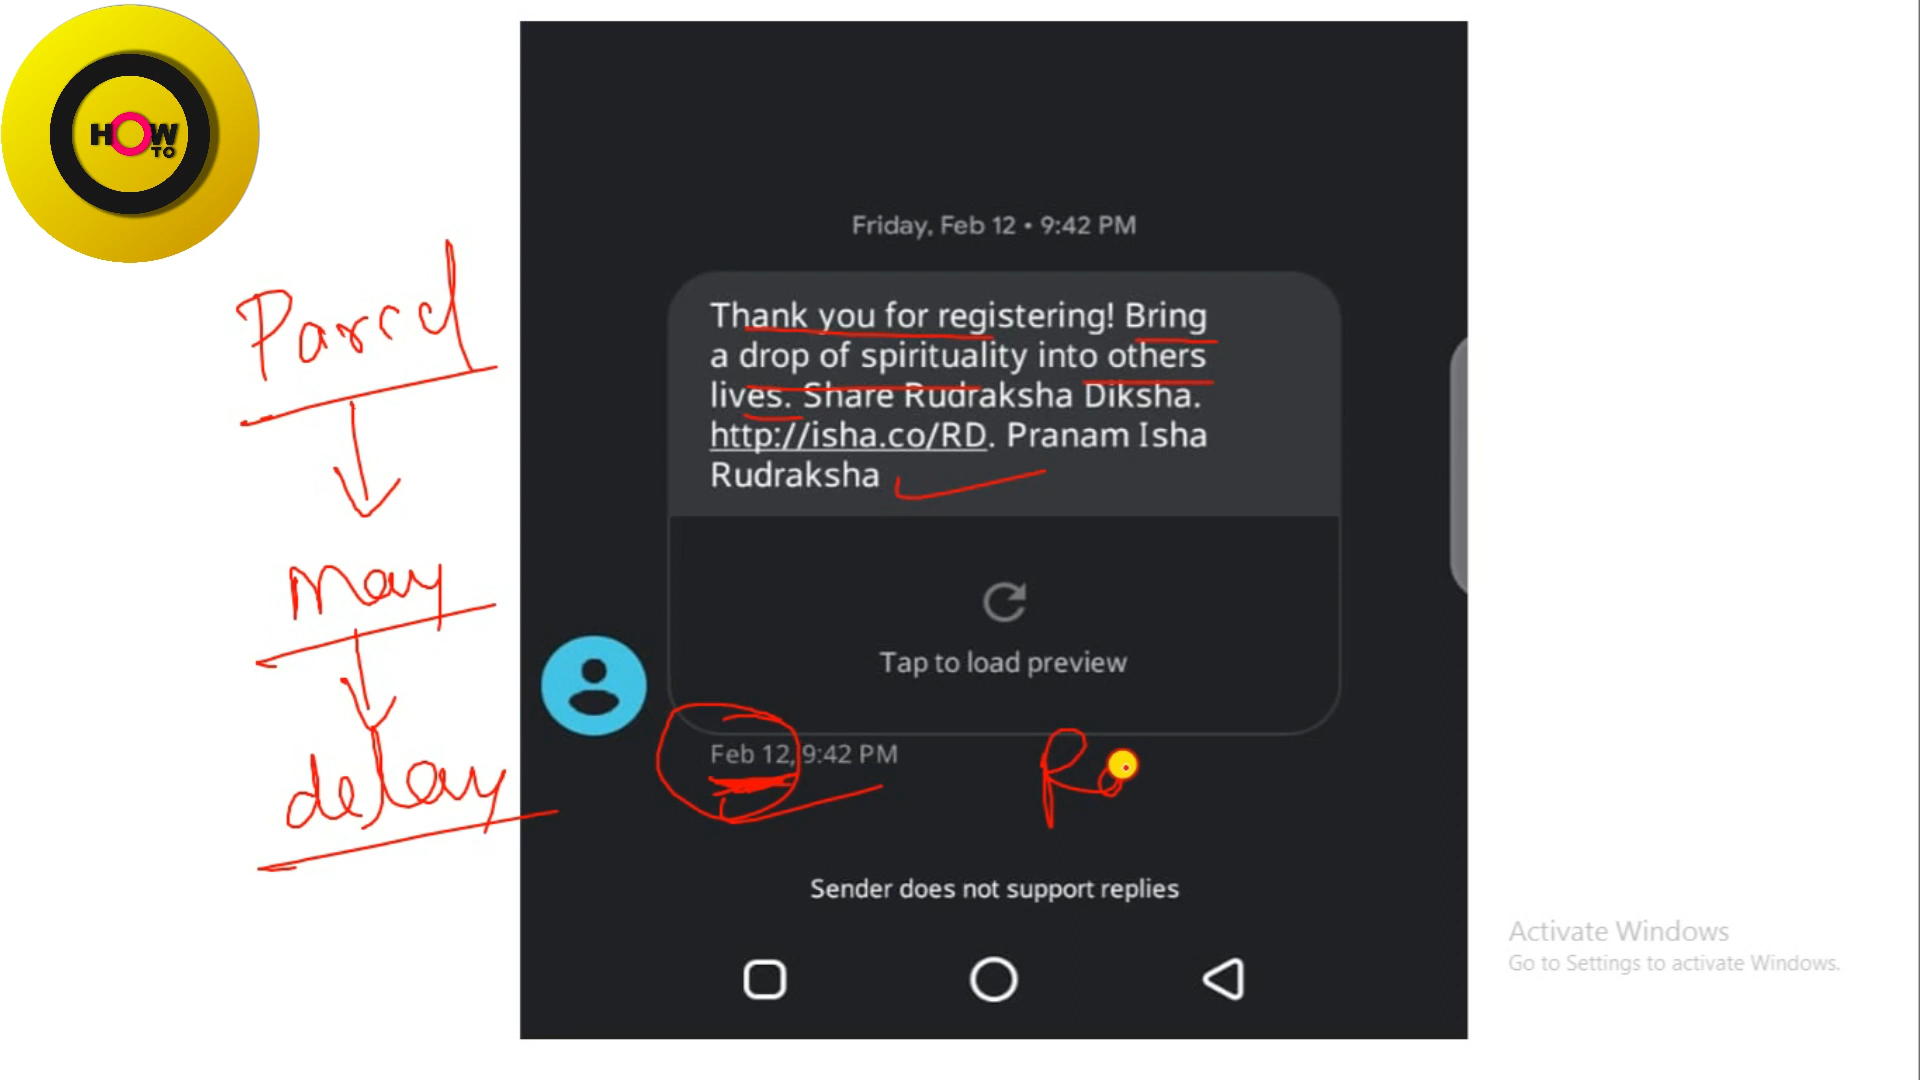 HOW
TO
Parcel
May
delay
Friday, Feb 12 • 9:42 PM
Thank you for registering! Bring
a drop of spirituality into others
lives. Share Rudraksha Diksha.
http://isha.co/RD. Pranam Isha
Rudraksha
Tap to load preview
Feb 12, 9:42 PM
Re
Sender does not support replies
Activate Windows
Go to Settings to activate Windows.